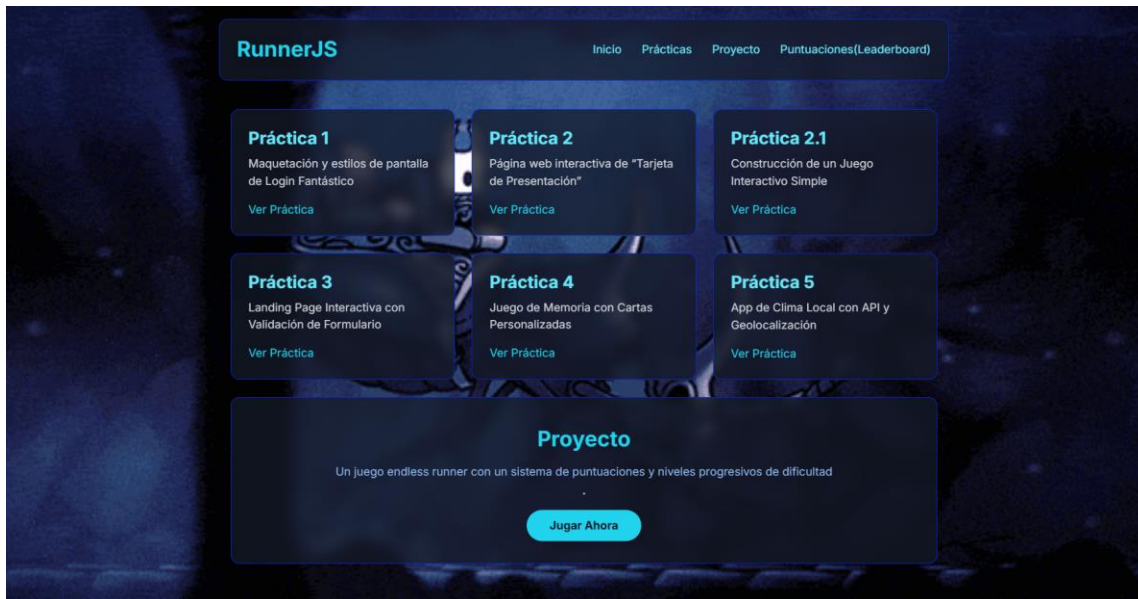 RunnerJS
Inicio Prácticas Proyecto Puntuaciones(Leaderboard)
Práctica 1
Maquetación y estilos de pantalla
de Login Fantástico
Ver Práctica
Práctica 2
Página web interactiva de “Tarjeta
de Presentación”
Ver Práctica
Práctica 2.1
Construcción de un Juego
Interactivo Simple
Ver Práctica
Práctica 3
Landing Page Interactiva con
Validación de Formulario
Ver Práctica
Práctica 4
Juego de Memoria con Cartas
Personalizadas
Ver Práctica
Práctica 5
App de Clima Local con API y
Geolocalización
Ver Práctica
Proyecto
Un juego endless runner con un sistema de puntuaciones y niveles progresivos de dificultad
.
Jugar Ahora